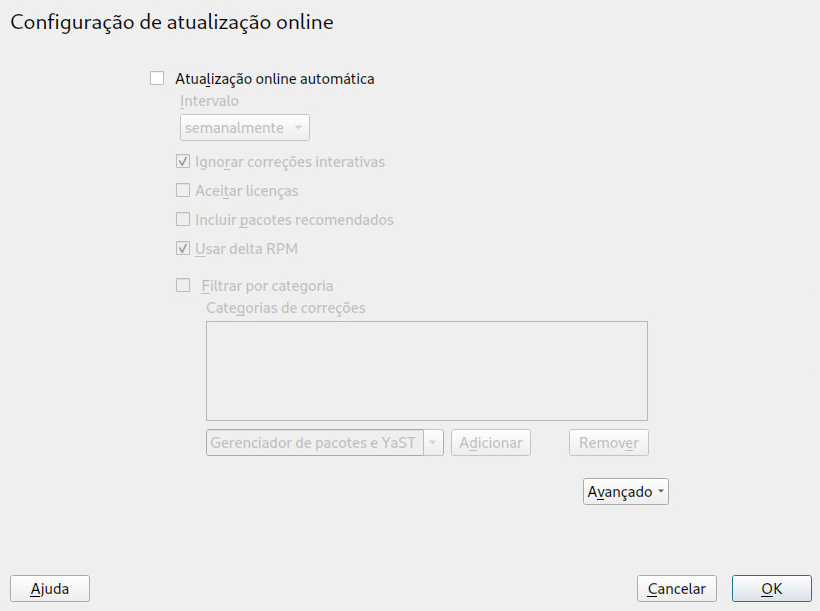 Configuração de atualização online
Atualização online automática
Intervalo
semanalmente
Ignorar correções interativas
Aceitar licenças
Incluir pacotes recomendados
Usar delta RPM
Filtrar por categoria
Categorias de correções
Gerenciador de pacotes e YaST Adicionar Remover
Avançado
Ajuda Cancelar OK